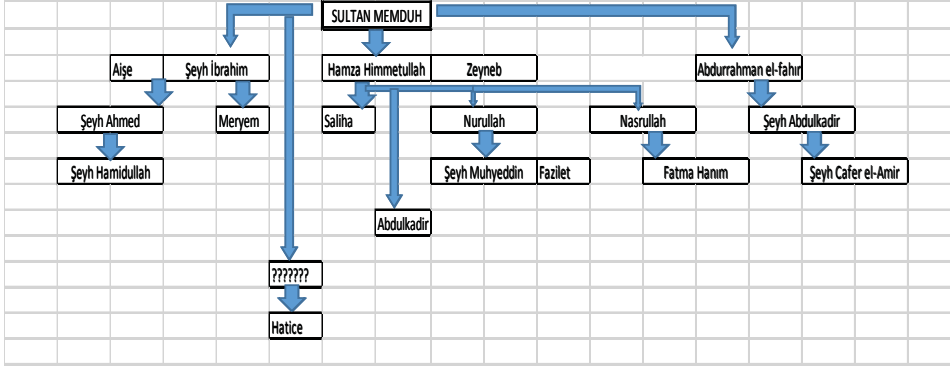 SULTAN MEMDUH
Aişe Şeyh İbrahim Hamza Himmetullah Zeyneb Abdurrahman el-fahır
Şeyh Ahmed Meryem Saliha Nurullah Nasrullah Şeyh Abdulkadir
Şeyh Hamidullah Şeyh Muhyeddin Fazilet Fatma Hanım Şeyh Cafer el-Amir
Abdulkadir
???????
Hatice